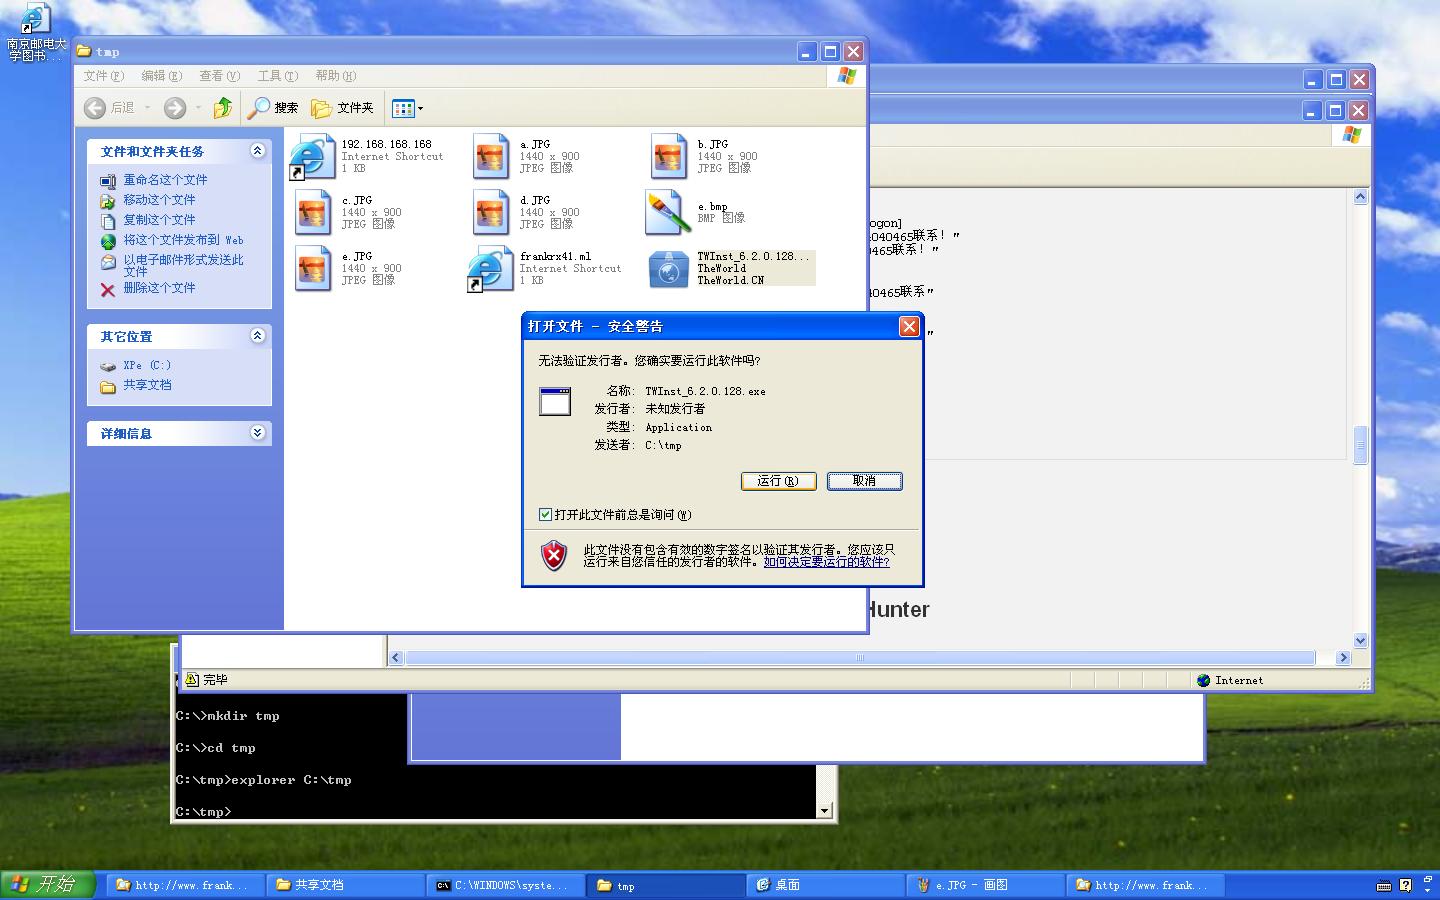 南京邮电大
学图书...
tmp
文件(F) 编辑(E) 查看(V) 工具(T) 帮助(H)
后退 搜索 文件夹
文件和文件夹任务
重命名这个文件
移动这个文件
复制这个文件
将这个文件发布到 Web
以电子邮件形式发送此
文件
删除这个文件
其它位置
XPe (C:)
共享文档
详细信息
192.168.168.168
Internet Shortcut
1 KB
a.JPG
1440 x 900
JPEG 图像
b.JPG
1440 x 900
JPEG 图像
c.JPG
1440 x 900
JPEG 图像
d.JPG
1440 x 900
JPEG 图像
e.bmp
BMP 图像
e.JPG
1440 x 900
JPEG 图像
frankrx41.ml
Internet Shortcut
1 KB
TWInst_6.2.0.128...
TheWorld
TheWorld.CN
打开文件 - 安全警告
无法验证发行者。您确实要运行此软件吗?
名称: TWInst_6.2.0.128.exe
发行者: 未知发行者
类型: Application
发送者: C:\tmp
运行(R) 取消
打开此文件前总是询问(W)
此文件没有包含有效的数字签名以验证其发行者。您应该只
运行来自您信任的发行者的软件。如何决定要运行的软件?
ogon]
040465联系！"
465联系！"
40465联系"
"
Hunter
完毕 Internet
C:\>mkdir tmp
C:\>cd tmp
C:\tmp>explorer C:\tmp
C:\tmp>
开始 http://www.frank... 共享文档 C:\WINDOWS\syste... tmp 桌面 e.JPG - 画图 http://www.frank...